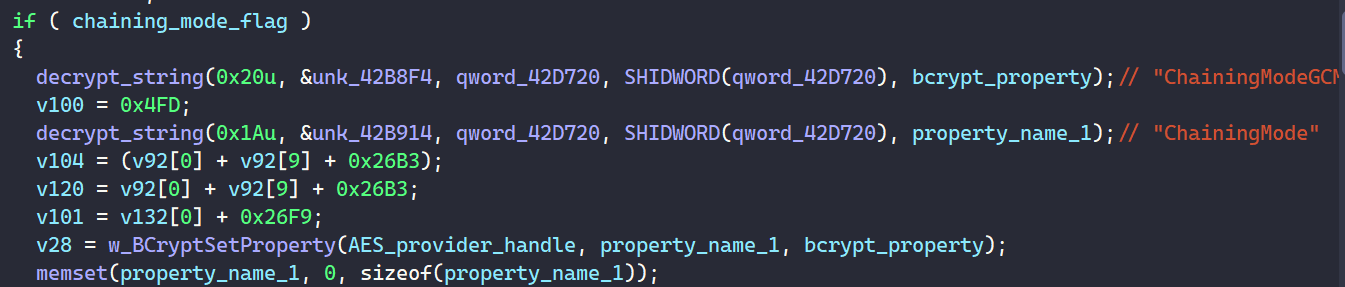 if ( chaining_mode_flag )
{
decrypt_string(0x20u, &unk_42B8F4, qword_42D720, SHIDWORD(qword_42D720), bcrypt_property);// "ChainingModeGCM
v100 = 0x4FD;
decrypt_string(0x1Au, &unk_42B914, qword_42D720, SHIDWORD(qword_42D720), property_name_1);// "ChainingMode"
v104 = (v92[0] + v92[9] + 0x26B3);
v120 = v92[0] + v92[9] + 0x26B3;
v101 = v132[0] + 0x26F9;
v28 = w_BCryptSetProperty(AES_provider_handle, property_name_1, bcrypt_property);
memset(property_name_1, 0, sizeof(property_name_1));